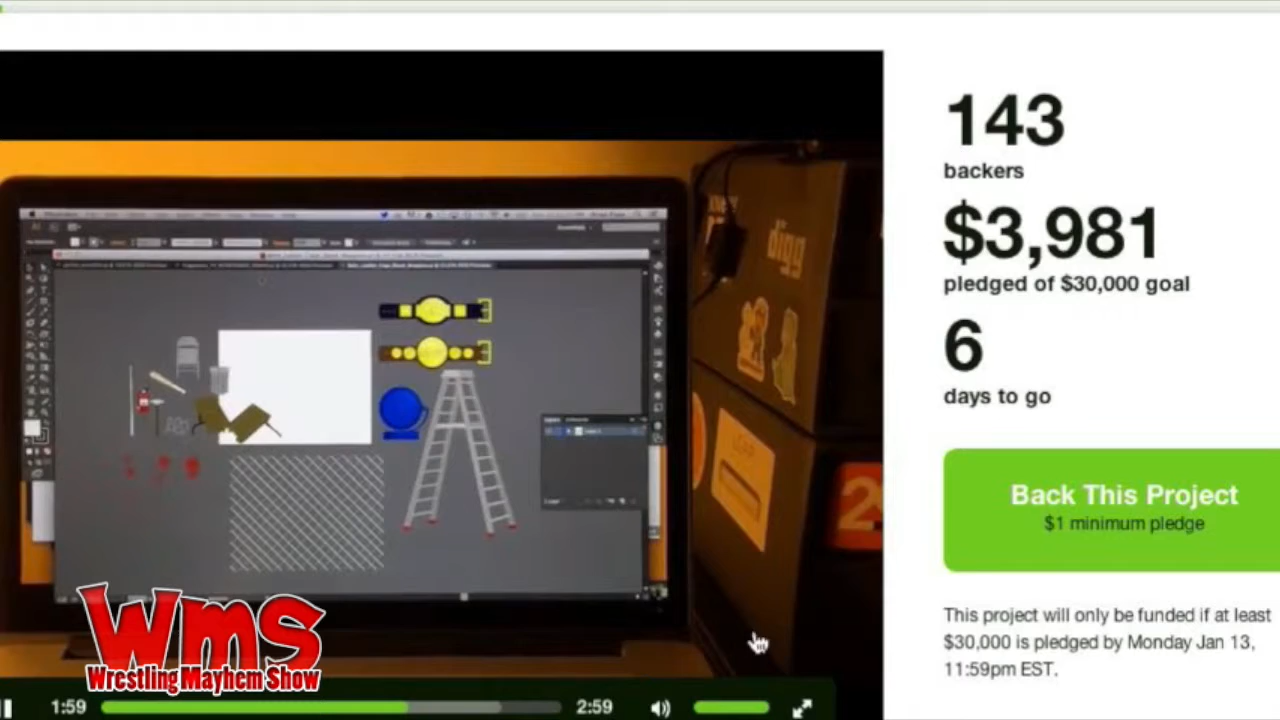 143
backers
$3,981
pledged of $30,000 goal
6
days to go
Back This Project
$1 minimum pledge
This project will only be funded if at least
$30,000 is pledged by Monday Jan 13,
11:59pm EST.
digg
WMS
Wrestling Mayhem Show
1:59
2:59